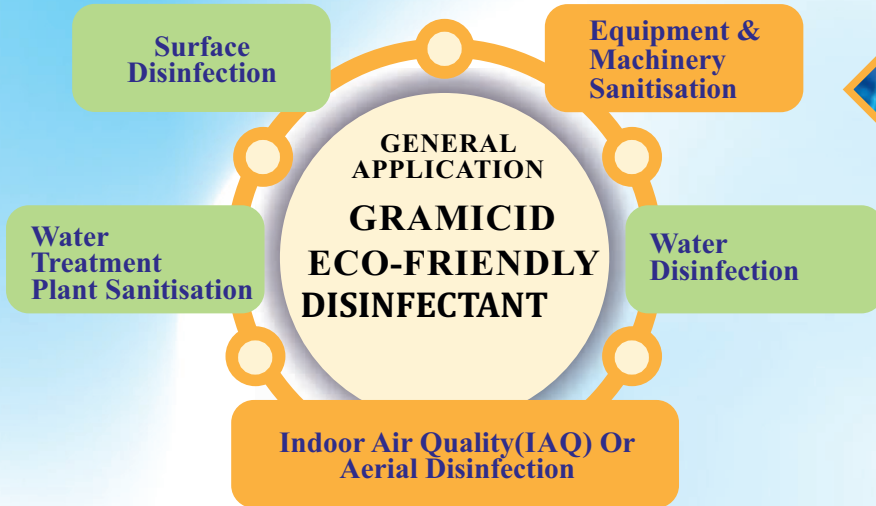 Surface
Disinfection
Equipment &
Machinery
Sanitisation
GENERAL
APPLICATION
GRAMICID
ECO-FRIENDLY
DISINFECTANT
Water
Treatment
Plant Sanitisation
Water
Disinfection
Indoor Air Quality(IAQ) Or
Aerial Disinfection